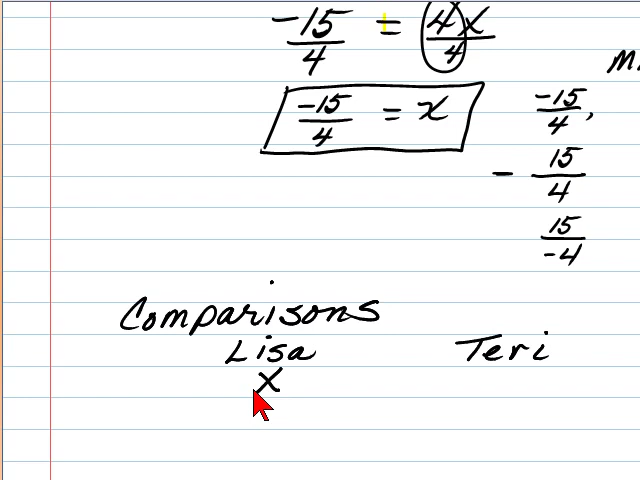 -15/4 = 4x/4
M
-15/4 = x
-15/4,
- 15/4
15/-4
Comparisons
Lisa Teri
x